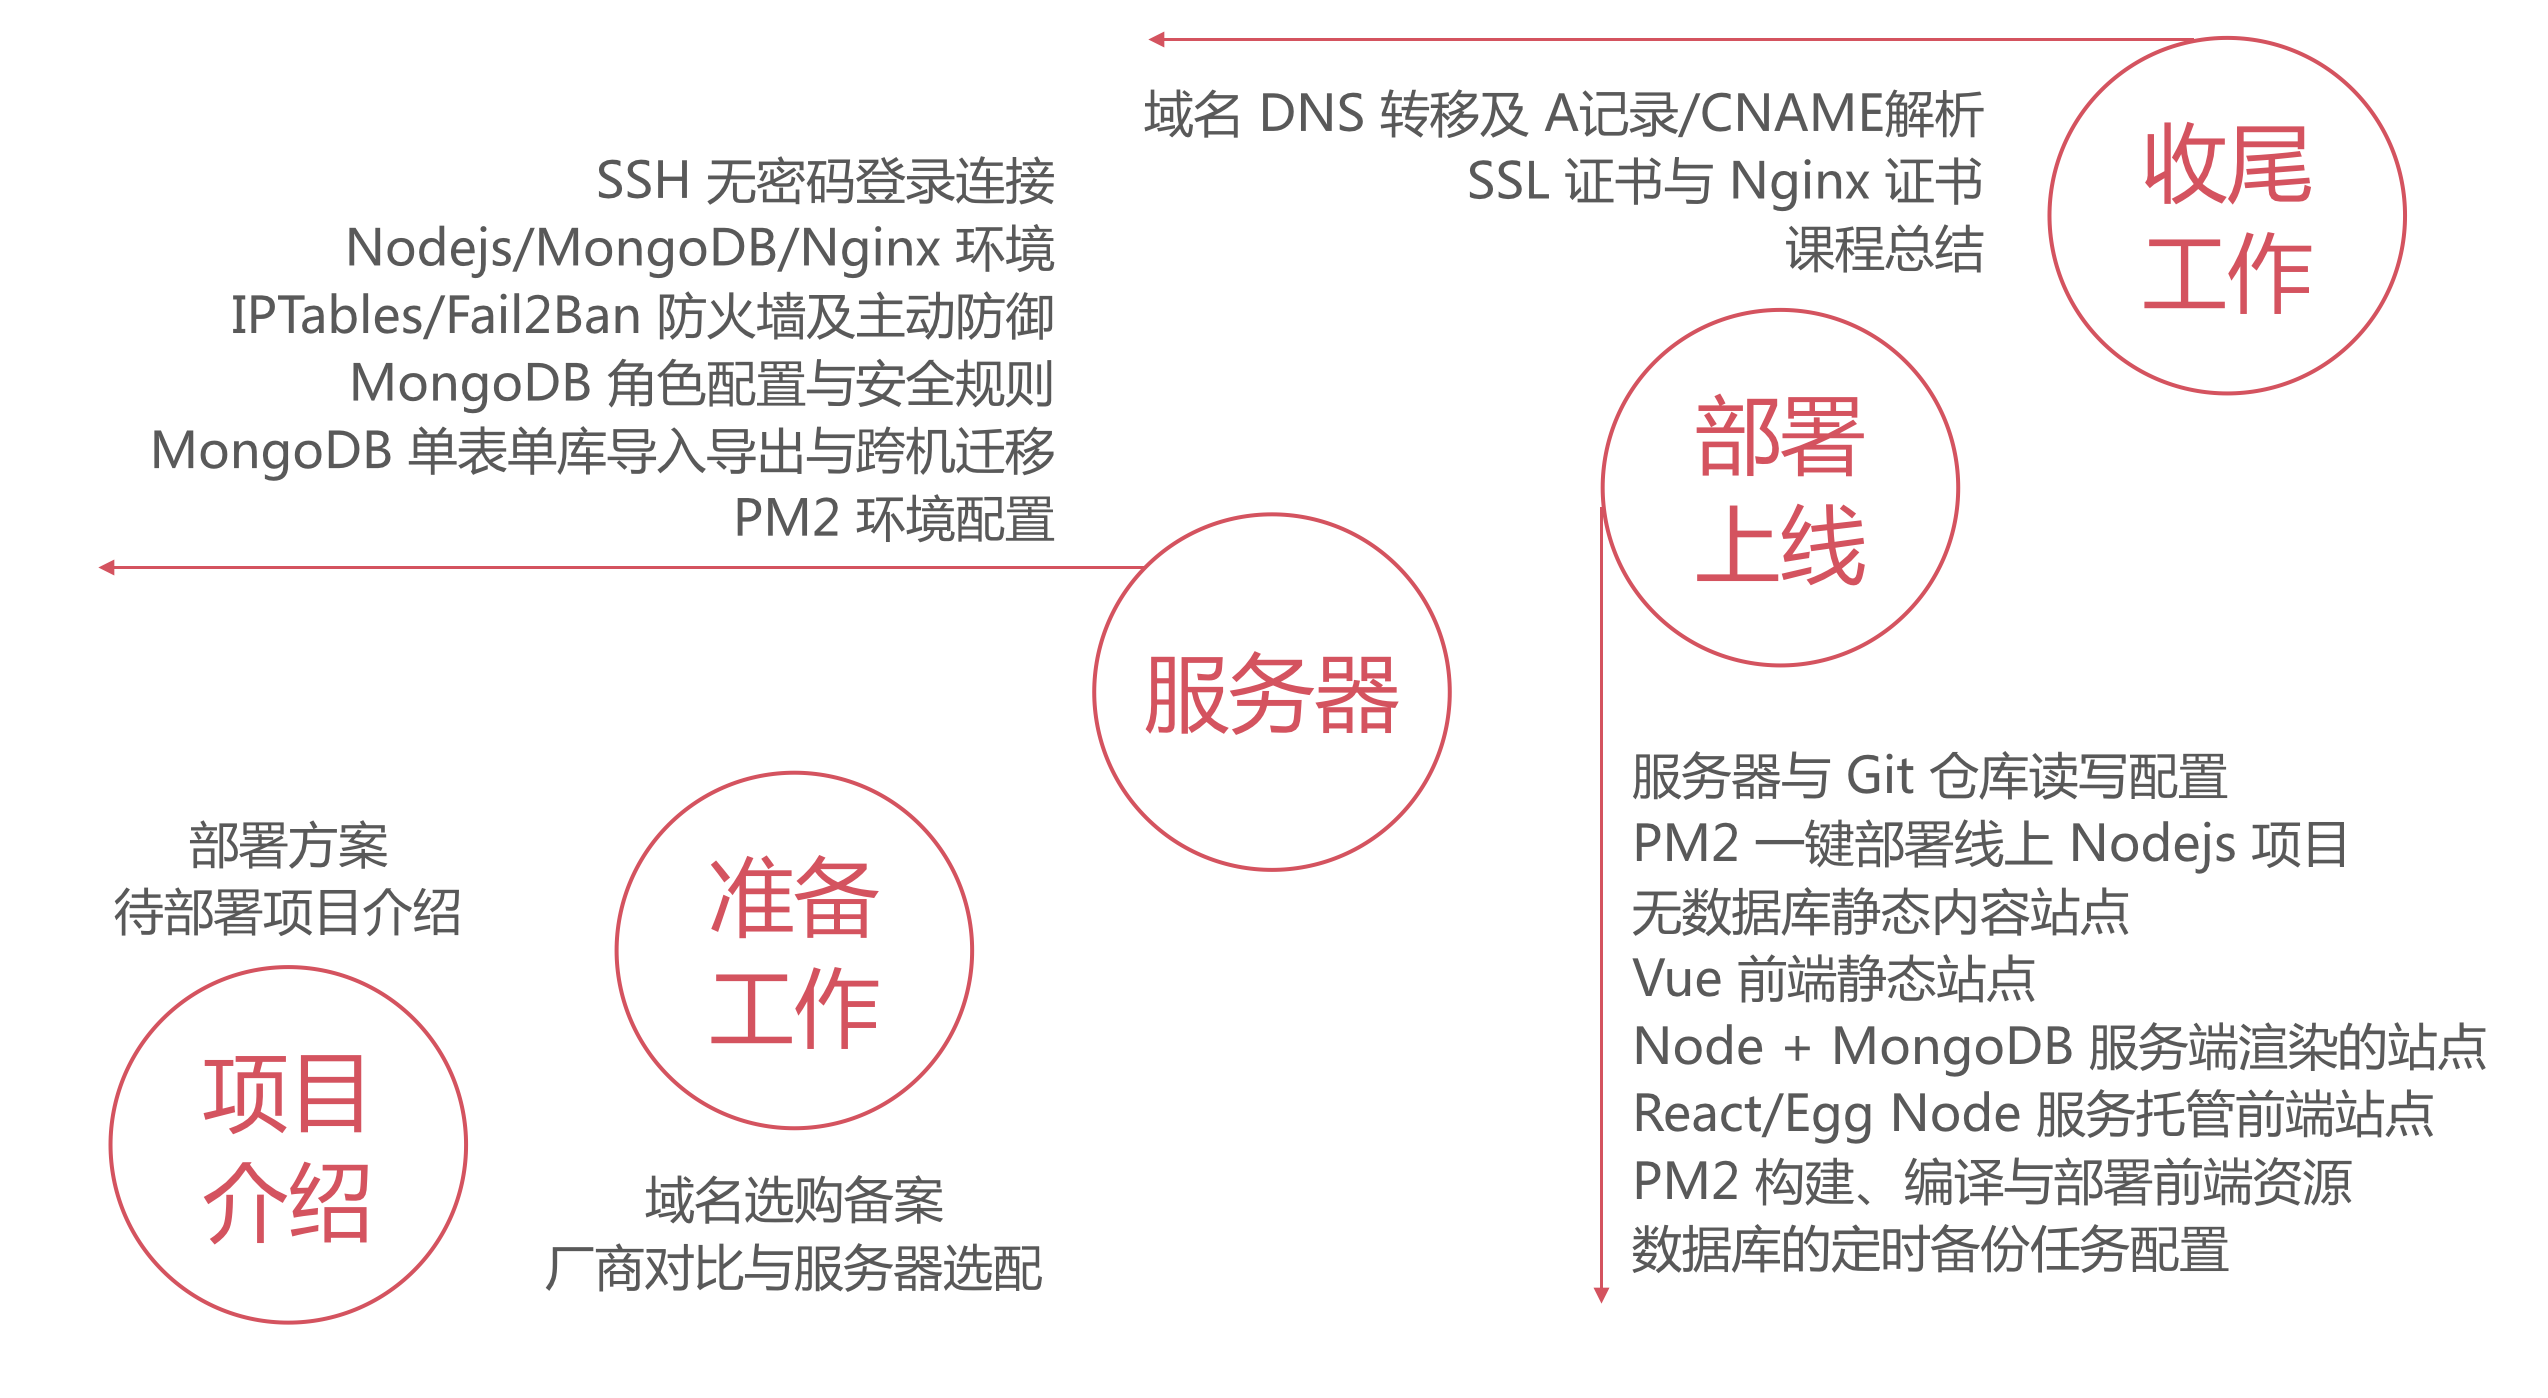 域名 DNS 转移及 A记录/CNAME解析
SSL 证书与 Nginx 证书
课程总结
收尾
工作
SSH 无密码登录连接
Nodejs/MongoDB/Nginx 环境
IPTables/Fail2Ban 防火墙及主动防御
MongoDB 角色配置与安全规则
MongoDB 单表单库导入导出与跨机迁移
PM2 环境配置
部署
上线
服务器
服务器与 Git 仓库读写配置
PM2 一键部署线上 Nodejs 项目
无数据库静态内容站点
Vue 前端静态站点
Node + MongoDB 服务端渲染的站点
React/Egg Node 服务托管前端站点
PM2 构建、编译与部署前端资源
数据库的定时备份任务配置
部署方案
待部署项目介绍
准备
工作
项目
介绍
域名选购备案
厂商对比与服务器选配